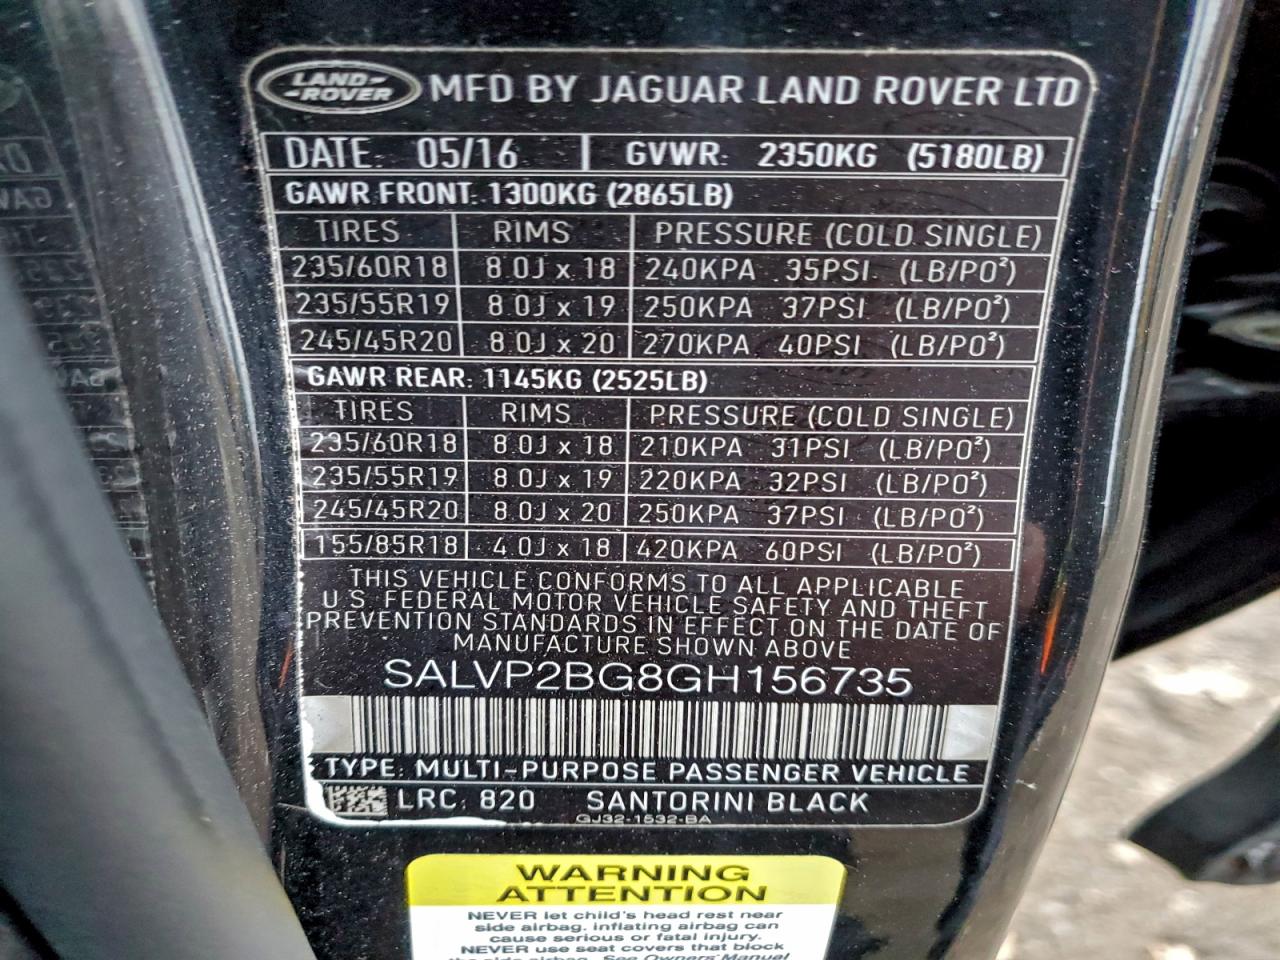 LAND-
-ROVER
MFD BY JAGUAR LAND ROVER LTD
DATE: 05/16 GVWR: 2350KG (5180LB)
GAWR FRONT: 1300KG (2865LB)
TIRES RIMS PRESSURE (COLD SINGLE)
235/60R18 8.0J x 18 240KPA 35PSI (LB/PO²)
235/55R19 8.0J x 19 250KPA 37PSI (LB/PO²)
245/45R20 8.0J x 20 270KPA 40PSI (LB/PO²)
GAWR REAR: 1145KG (2525LB)
TIRES RIMS PRESSURE (COLD SINGLE)
235/60R18 8.0J x 18 210KPA 31PSI (LB/PO²)
235/55R19 8.0J x 19 220KPA 32PSI (LB/PO²)
245/45R20 8.0J x 20 250KPA 37PSI (LB/PO²)
155/85R18 4.0J x 18 420KPA 60PSI (LB/PO²)
THIS VEHICLE CONFORMS TO ALL APPLICABLE
U.S. FEDERAL MOTOR VEHICLE SAFETY AND THEFT
PREVENTION STANDARDS IN EFFECT ON THE DATE OF
MANUFACTURE SHOWN ABOVE
SALVP2BG8GH156735
TYPE: MULTI-PURPOSE PASSENGER VEHICLE
LRC: 820 SANTORINI BLACK
GJ32-1532-BA
WARNING
ATTENTION
NEVER let child's head rest near
side airbag. inflating airbag can
cause serious or fatal injury.
NEVER use seat covers that block
the side airbag. See Owners Manual